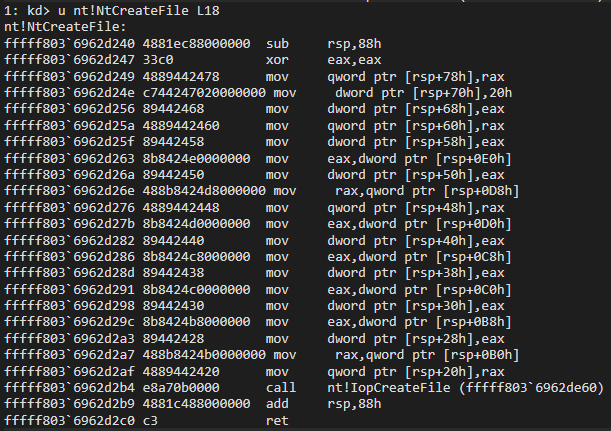 1: kd> u nt!NtCreateFile L18
nt!NtCreateFile:
fffff803`6962d240 4881ec88000000  sub     rsp,88h
fffff803`6962d247 33c0            xor     eax,eax
fffff803`6962d249 4889442478      mov     qword ptr [rsp+78h],rax
fffff803`6962d24e c744247020000000 mov     dword ptr [rsp+70h],20h
fffff803`6962d256 89442468        mov     dword ptr [rsp+68h],eax
fffff803`6962d25a 4889442460      mov     qword ptr [rsp+60h],rax
fffff803`6962d25f 89442458        mov     dword ptr [rsp+58h],eax
fffff803`6962d263 8b8424e0000000  mov     eax,dword ptr [rsp+0E0h]
fffff803`6962d26a 89442450        mov     dword ptr [rsp+50h],eax
fffff803`6962d26e 488b8424d8000000 mov     rax,qword ptr [rsp+0D8h]
fffff803`6962d276 4889442448      mov     qword ptr [rsp+48h],rax
fffff803`6962d27b 8b8424d0000000  mov     eax,dword ptr [rsp+0D0h]
fffff803`6962d282 89442440        mov     dword ptr [rsp+40h],eax
fffff803`6962d286 8b8424c8000000  mov     eax,dword ptr [rsp+0C8h]
fffff803`6962d28d 89442438        mov     dword ptr [rsp+38h],eax
fffff803`6962d291 8b8424c0000000  mov     eax,dword ptr [rsp+0C0h]
fffff803`6962d298 89442430        mov     dword ptr [rsp+30h],eax
fffff803`6962d29c 8b8424b8000000  mov     eax,dword ptr [rsp+0B8h]
fffff803`6962d2a3 89442428        mov     dword ptr [rsp+28h],eax
fffff803`6962d2a7 488b8424b0000000 mov     rax,qword ptr [rsp+0B0h]
fffff803`6962d2af 4889442420      mov     qword ptr [rsp+20h],rax
fffff803`6962d2b4 e8a70b0000      call    nt!IopCreateFile (fffff803`6962de60)
fffff803`6962d2b9 4881c488000000  add     rsp,88h
fffff803`6962d2c0 c3              ret